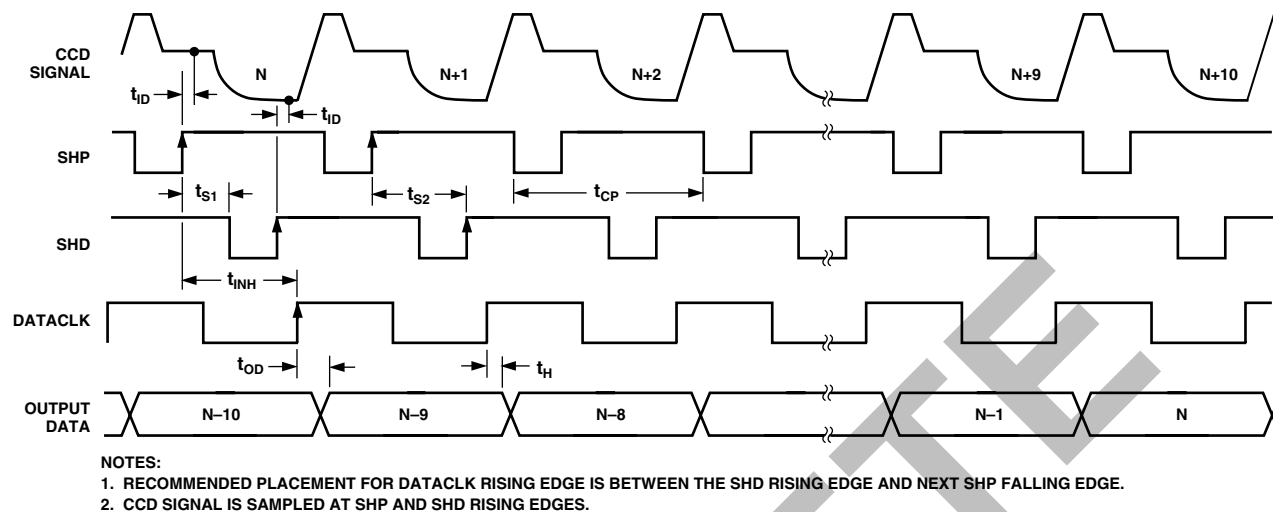 CCD
SIGNAL
N
N+1
N+2
N+9
N+10
tID
tID
SHP
tS1
tS2
tCP
SHD
tINH
DATACLK
tOD
tH
OUTPUT
DATA
N–10
N–9
N–8
N–1
N
NOTES:
1. RECOMMENDED PLACEMENT FOR DATACLK RISING EDGE IS BETWEEN THE SHD RISING EDGE AND NEXT SHP FALLING EDGE.
2. CCD SIGNAL IS SAMPLED AT SHP AND SHD RISING EDGES.
TE